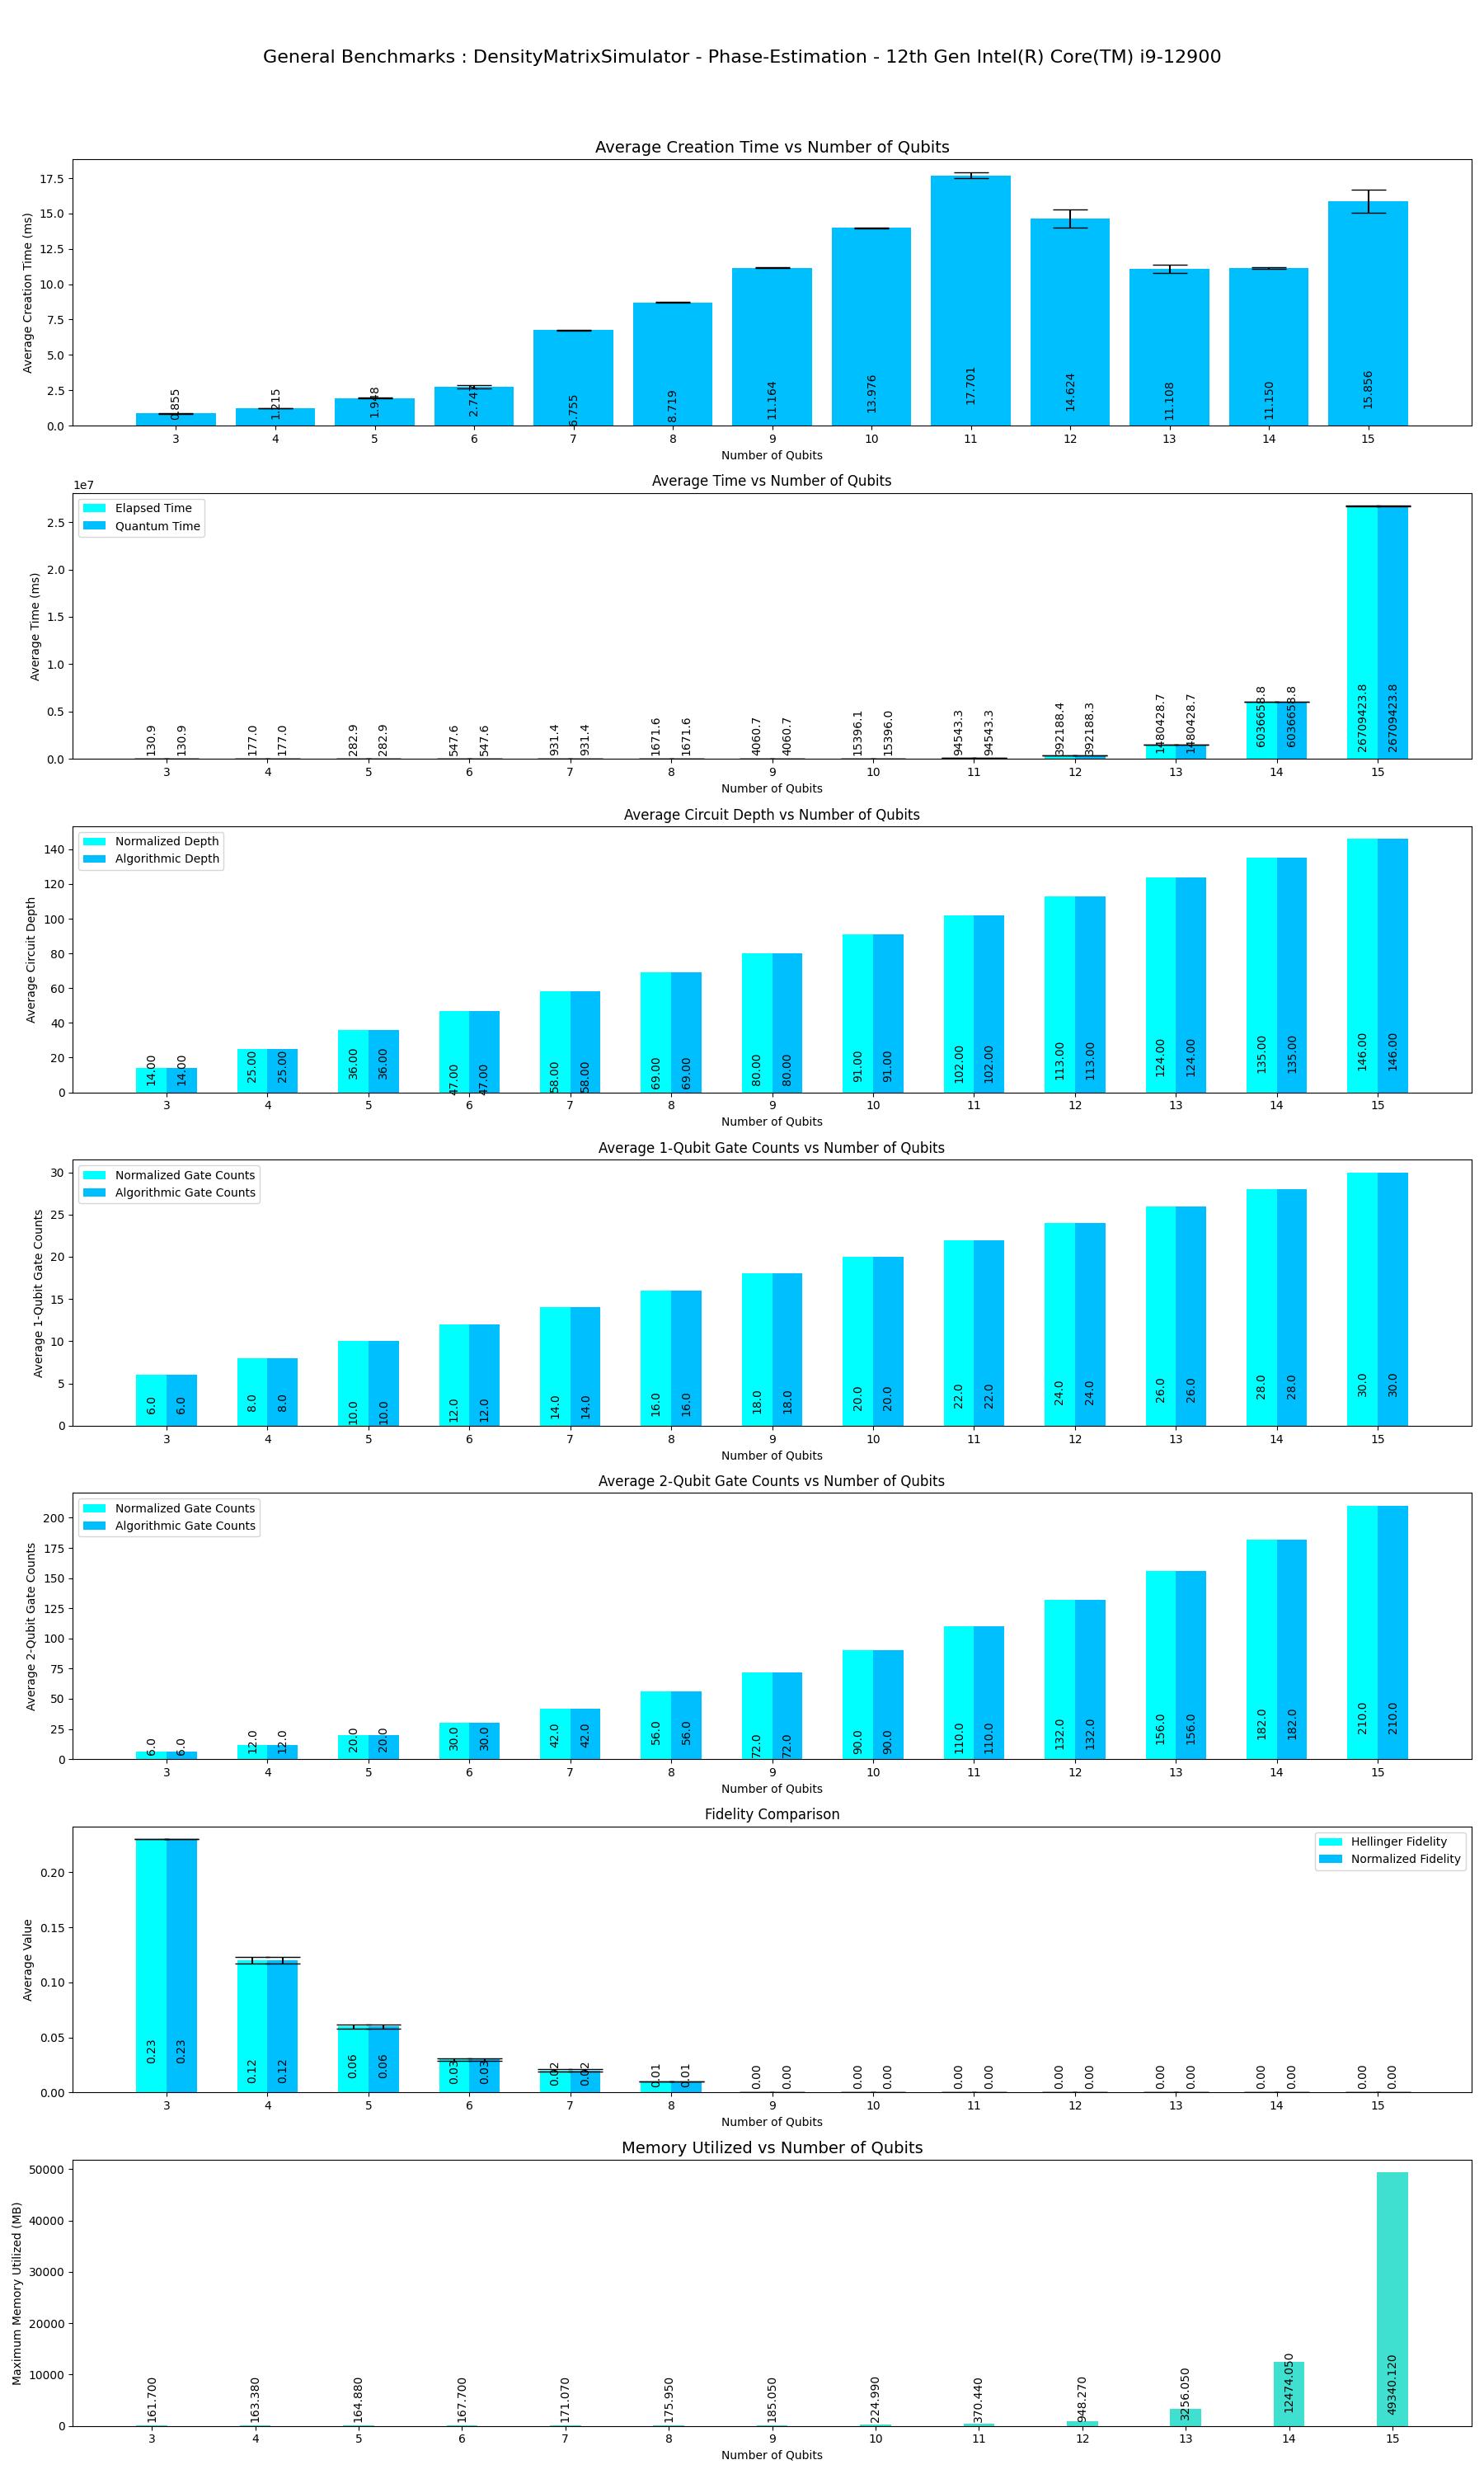 General Benchmarks : DensityMatrixSimulator - Phase-Estimation - 12th Gen Intel(R) Core(TM) i9-12900
Average Creation Time vs Number of Qubits
Average Creation Time (ms)
17.5
15.0
12.5
10.0
7.5
5.0
2.5
0.0
0.855 1.215 1.948 2.747 6.755 8.719 11.164 13.976 17.701 14.624 11.108 11.150 15.856
3 4 5 6 7 8 9 10 11 12 13 14 15
Number of Qubits
Average Time vs Number of Qubits
1e7
Elapsed Time
Quantum Time
Average Time (ms)
2.5
2.0
1.5
1.0
0.5
0.0
130.9 130.9 177.0 177.0 282.9 282.9 547.6 547.6 931.4 931.4 1671.6 1671.6 4060.7 4060.7 15396.1 15396.0 94543.3 94543.3 392188.4 392188.3 1480428.7 1480428.7 6036658.8 6036658.8 26709423.8 26709423.8
3 4 5 6 7 8 9 10 11 12 13 14 15
Number of Qubits
Average Circuit Depth vs Number of Qubits
Normalized Depth
Algorithmic Depth
Average Circuit Depth
140
120
100
80
60
40
20
0
14.00 14.00 25.00 25.00 36.00 36.00 47.00 47.00 58.00 58.00 69.00 69.00 80.00 80.00 91.00 91.00 102.00 102.00 113.00 113.00 124.00 124.00 135.00 135.00 146.00 146.00
3 4 5 6 7 8 9 10 11 12 13 14 15
Number of Qubits
Average 1-Qubit Gate Counts vs Number of Qubits
Normalized Gate Counts
Algorithmic Gate Counts
Average 1-Qubit Gate Counts
30
25
20
15
10
5
0
6.0 6.0 8.0 8.0 10.0 10.0 12.0 12.0 14.0 14.0 16.0 16.0 18.0 18.0 20.0 20.0 22.0 22.0 24.0 24.0 26.0 26.0 28.0 28.0 30.0 30.0
3 4 5 6 7 8 9 10 11 12 13 14 15
Number of Qubits
Average 2-Qubit Gate Counts vs Number of Qubits
Normalized Gate Counts
Algorithmic Gate Counts
Average 2-Qubit Gate Counts
200
175
150
125
100
75
50
25
0
6.0 6.0 12.0 12.0 20.0 20.0 30.0 30.0 42.0 42.0 56.0 56.0 72.0 72.0 90.0 90.0 110.0 110.0 132.0 132.0 156.0 156.0 182.0 182.0 210.0 210.0
3 4 5 6 7 8 9 10 11 12 13 14 15
Number of Qubits
Fidelity Comparison
Hellinger Fidelity
Normalized Fidelity
Average Value
0.20
0.15
0.10
0.05
0.00
0.23 0.23 0.12 0.12 0.06 0.06 0.03 0.03 0.02 0.02 0.01 0.01 0.00 0.00 0.00 0.00 0.00 0.00 0.00 0.00 0.00 0.00 0.00 0.00 0.00 0.00
3 4 5 6 7 8 9 10 11 12 13 14 15
Number of Qubits
Memory Utilized vs Number of Qubits
Maximum Memory Utilized (MB)
50000
40000
30000
20000
10000
0
161.700 163.380 164.880 167.700 171.070 175.950 185.050 224.990 370.440 948.270 3256.050 12474.050 49340.120
3 4 5 6 7 8 9 10 11 12 13 14 15
Number of Qubits